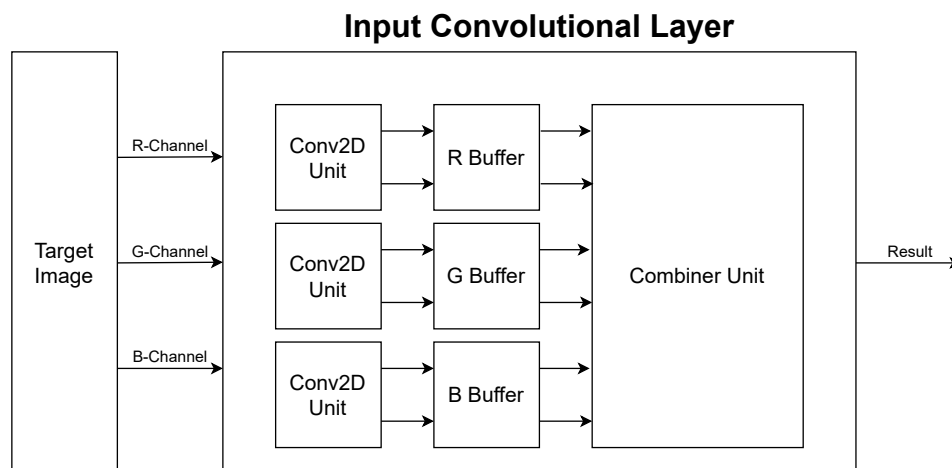 Input Convolutional Layer
Target
Image
R-Channel
G-Channel
B-Channel
Conv2D
Unit
R Buffer
Conv2D
Unit
G Buffer
Conv2D
Unit
B Buffer
Combiner Unit
Result